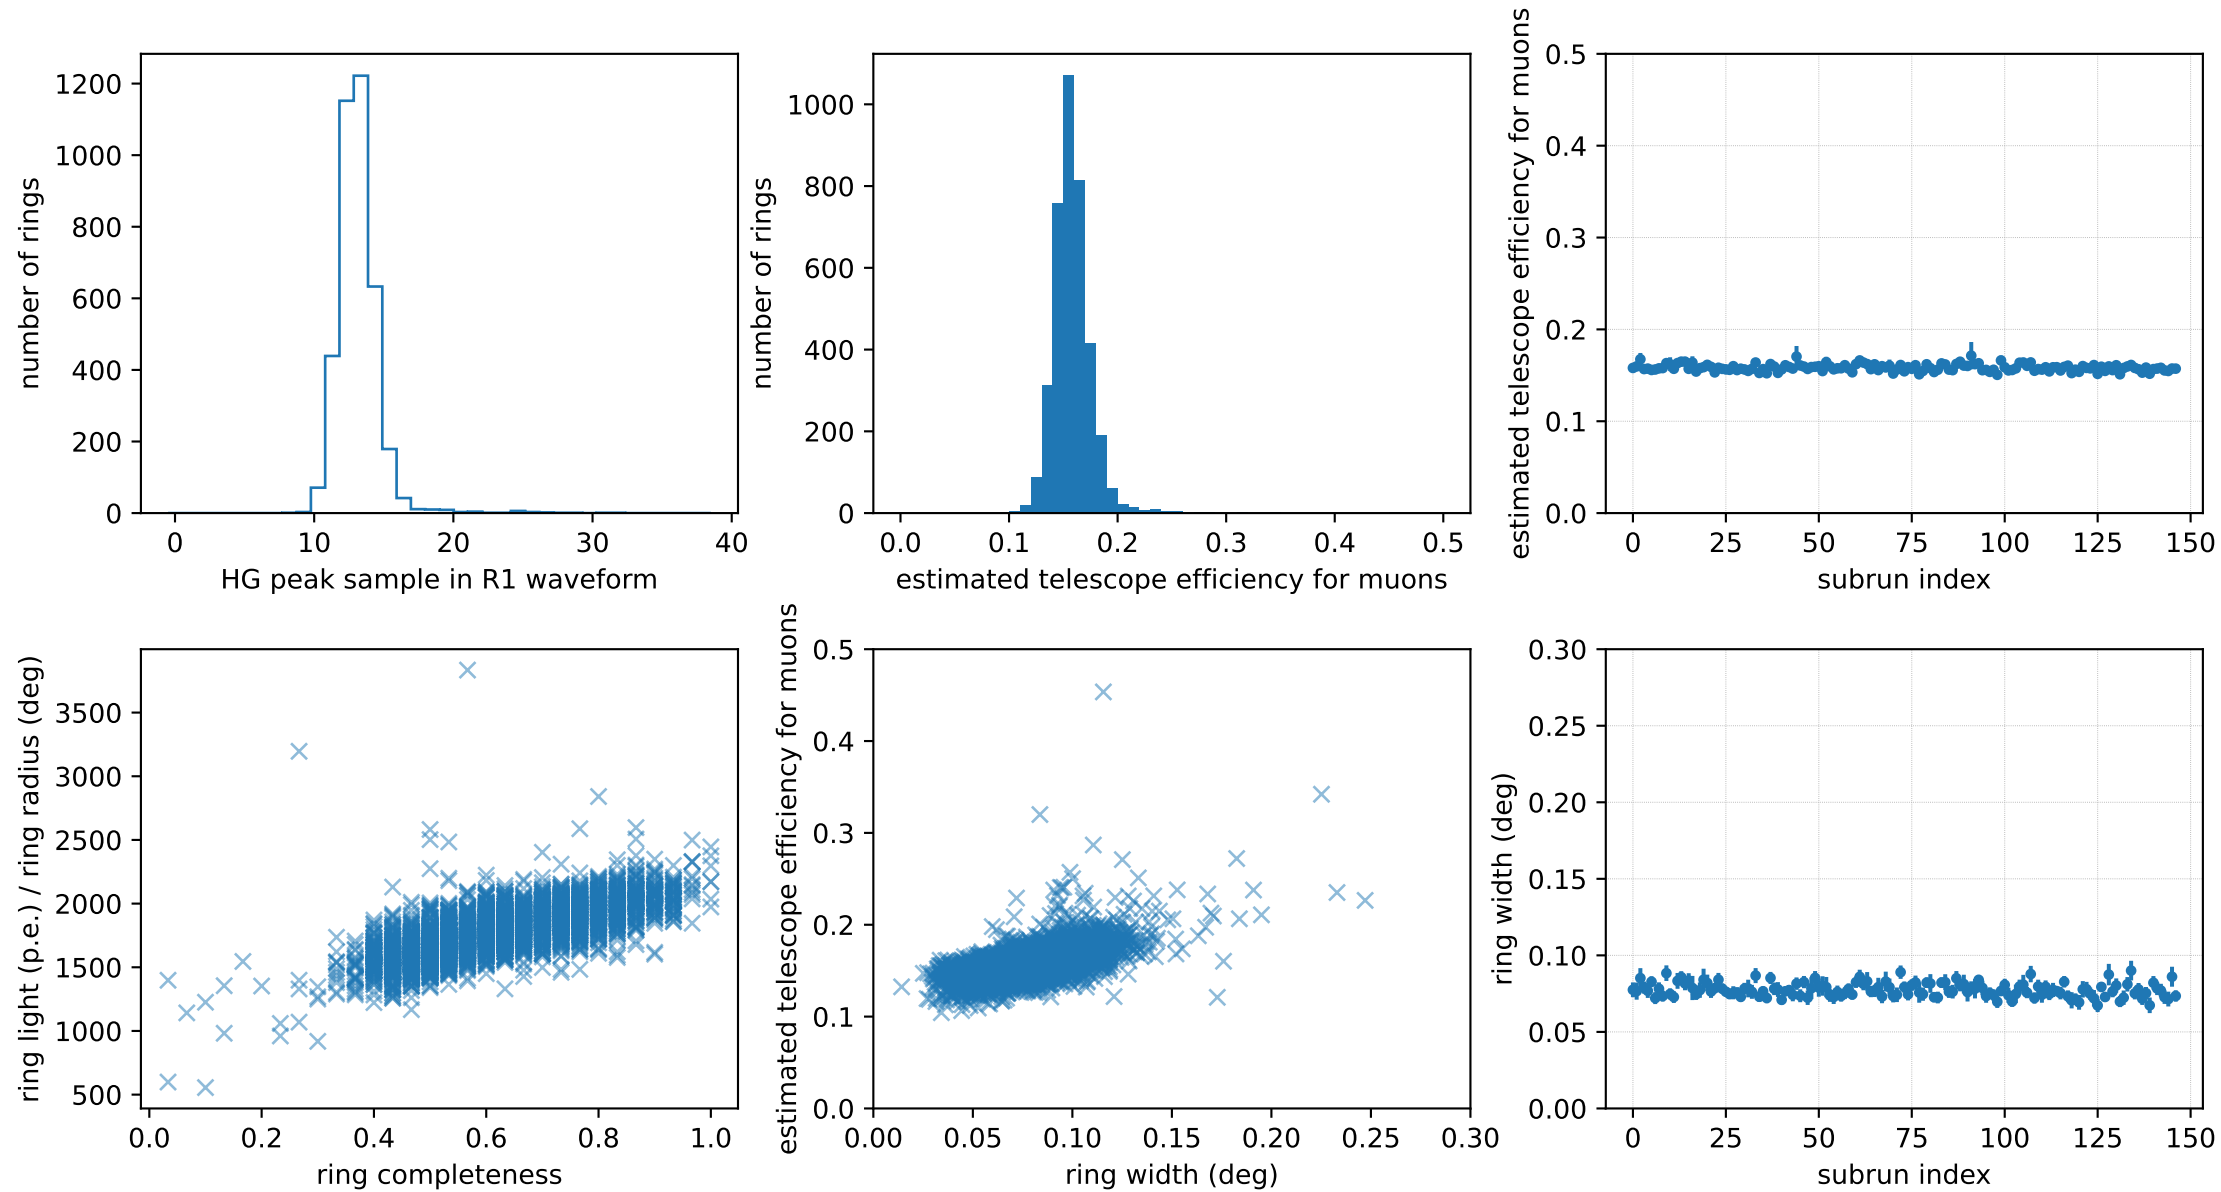 number of rings
1200
1000
800
600
400
200
0
0 10 20 30 40
HG peak sample in R1 waveform
number of rings
1000
800
600
400
200
0
0.0 0.1 0.2 0.3 0.4 0.5
estimated telescope efficiency for muons
estimated telescope efficiency for muons
0.5
0.4
0.3
0.2
0.1
0.0
0 25 50 75 100 125 150
subrun index
ring light (p.e.) / ring radius (deg)
3500
3000
2500
2000
1500
1000
500
0.0 0.2 0.4 0.6 0.8 1.0
ring completeness
estimated telescope efficiency for muons
0.5
0.4
0.3
0.2
0.1
0.0
0.00 0.05 0.10 0.15 0.20 0.25 0.30
ring width (deg)
ring width (deg)
0.30
0.25
0.20
0.15
0.10
0.05
0.00
0 25 50 75 100 125 150
subrun index